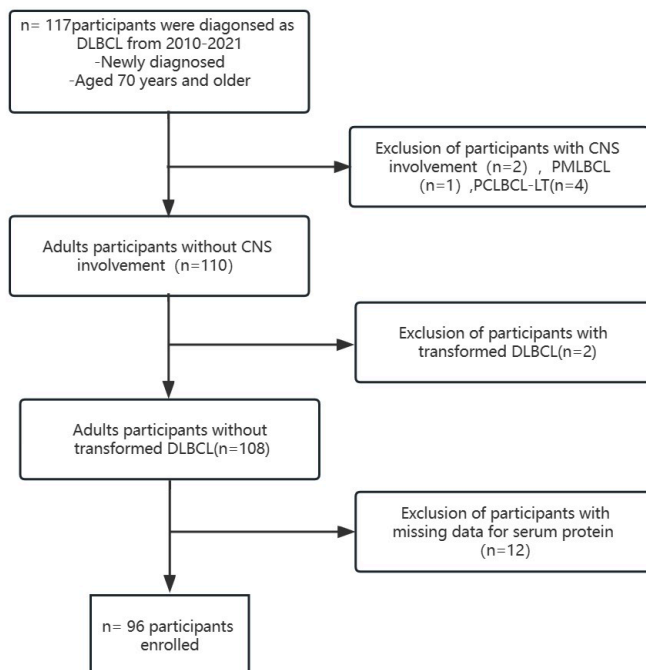 n= 117participants were diagonsed as
DLBCL from 2010-2021
-Newly diagnosed
-Aged 70 years and older
Exclusion of participants with CNS
involvement (n=2) , PMLBCL
(n=1) ,PCLBCL-LT(n=4)
Adults participants without CNS
involvement (n=110)
Exclusion of participants with
transformed DLBCL(n=2)
Adults participants without
transformed DLBCL(n=108)
Exclusion of participants with
missing data for serum protein
(n=12)
n= 96 participants
enrolled